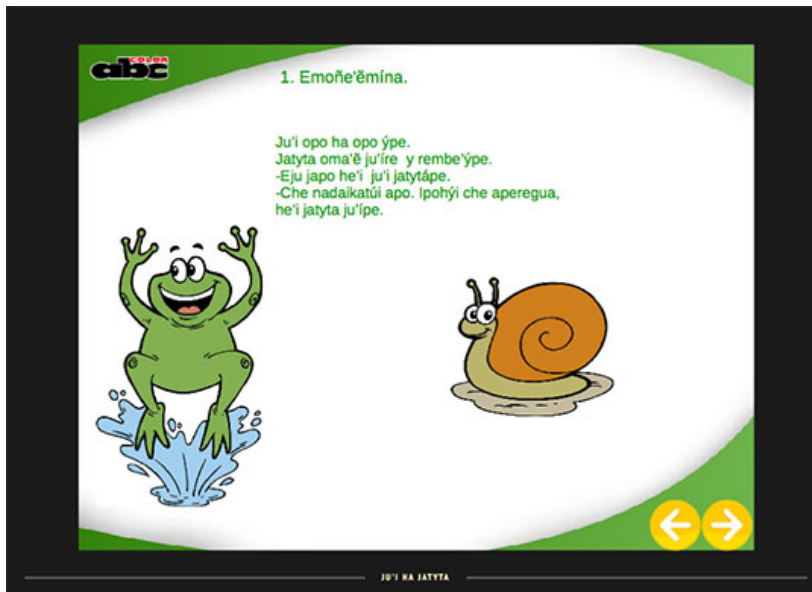 abc COLOR
1. Emoñe'ẽmína.
Ju'i opo ha opo ýpe.
Jatyta oma'ẽ ju'íre y rembe'ýpe.
-Eju japo he'i ju'i jatytápe.
-Che nadaikatúi apo. Ipohýi che aperegua,
he'i jatyta ju'ípe.
JU'I HA JATYTA